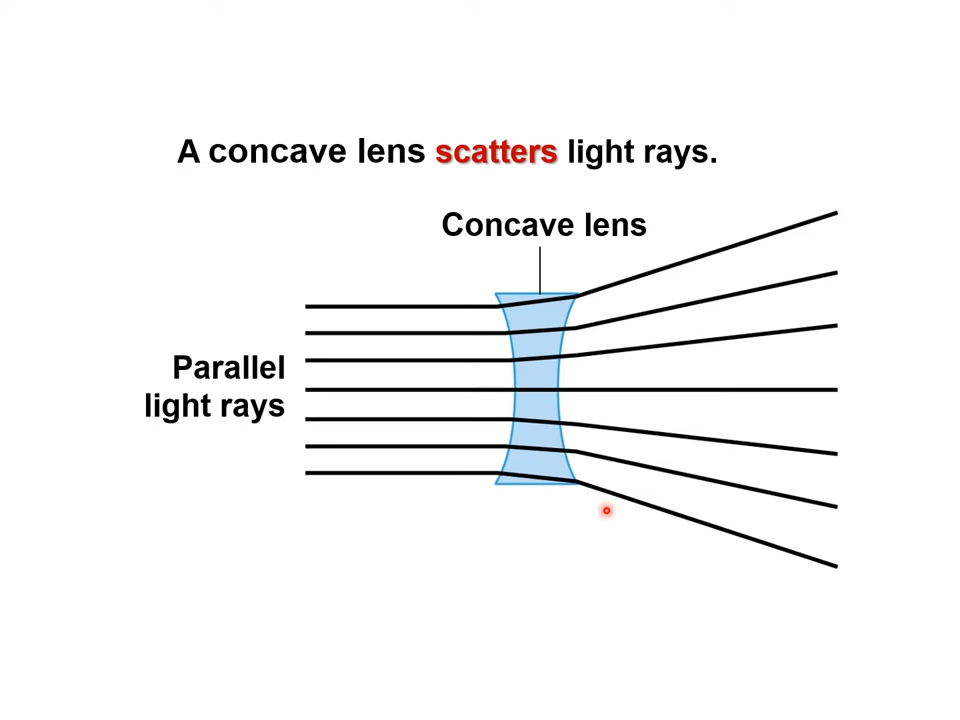 A concave lens scatters light rays.
Concave lens
Parallel
light rays